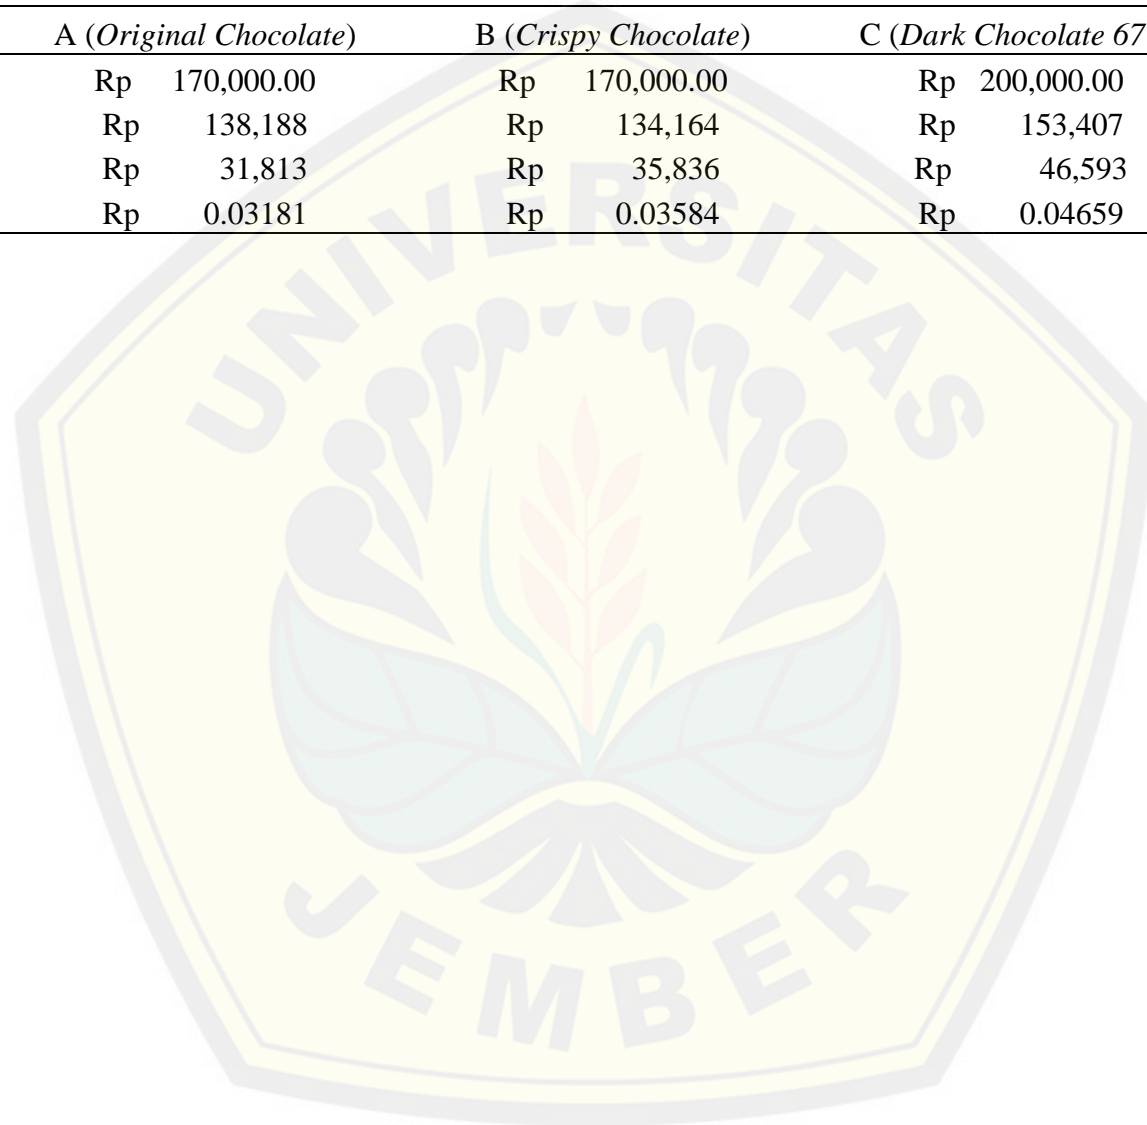 A (Original Chocolate) B (Crispy Chocolate) C (Dark Chocolate 67
Rp 170,000.00 Rp 170,000.00 Rp 200,000.00
Rp 138,188 Rp 134,164 Rp 153,407
Rp 31,813 Rp 35,836 Rp 46,593
Rp 0.03181 Rp 0.03584 Rp 0.04659
UNIVERSITAS
JEMBER